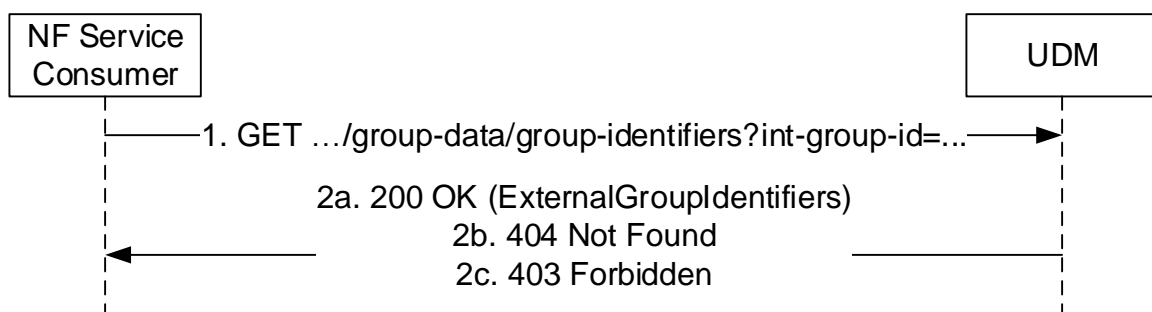 NF Service
Consumer
UDM
1. GET …/group-data/group-identifiers?int-group-id=...
2a. 200 OK (ExternalGroupIdentifiers)
2b. 404 Not Found
2c. 403 Forbidden